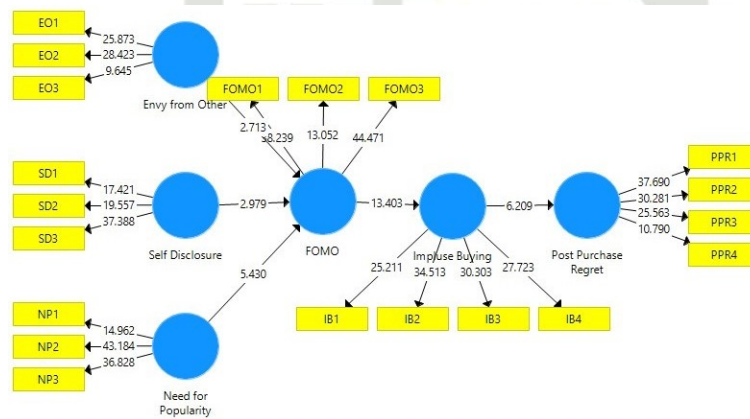 EO1
25.873
EO2
28.423
EO3
9.645
Envy from Other
FOMO1
FOMO2
FOMO3
2.713
13.052
44.471
SD1
17.421
SD2
19.557
SD3
37.388
Self Disclosure
2.979
FOMO
13.403
Impluse Buying
6.209
Post Purchase
Regret
PPR1
37.690
PPR2
30.281
PPR3
25.563
PPR4
10.790
5.430
25.211
34.513
30.303
27.723
IB1
IB2
IB3
IB4
NP1
14.962
NP2
43.184
NP3
36.828
Need for
Popularity